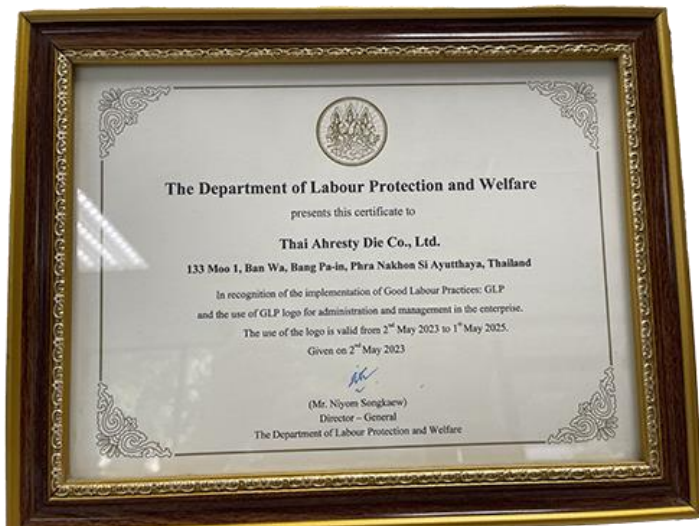 The Department of Labour Protection and Welfare
presents this certificate to
Thai Ahresty Die Co., Ltd.
133 Moo 1, Ban Wa, Bang Pa-in, Phra Nakhon Si Ayutthaya, Thailand
In recognition of the implementation of Good Labour Practices: GLP
and the use of GLP logo for administration and management in the enterprise.
The use of the logo is valid from 2nd May 2023 to 1st May 2025.
Given on 2nd May 2023
(Mr. Niyom Songkaew)
Director – General
The Department of Labour Protection and Welfare